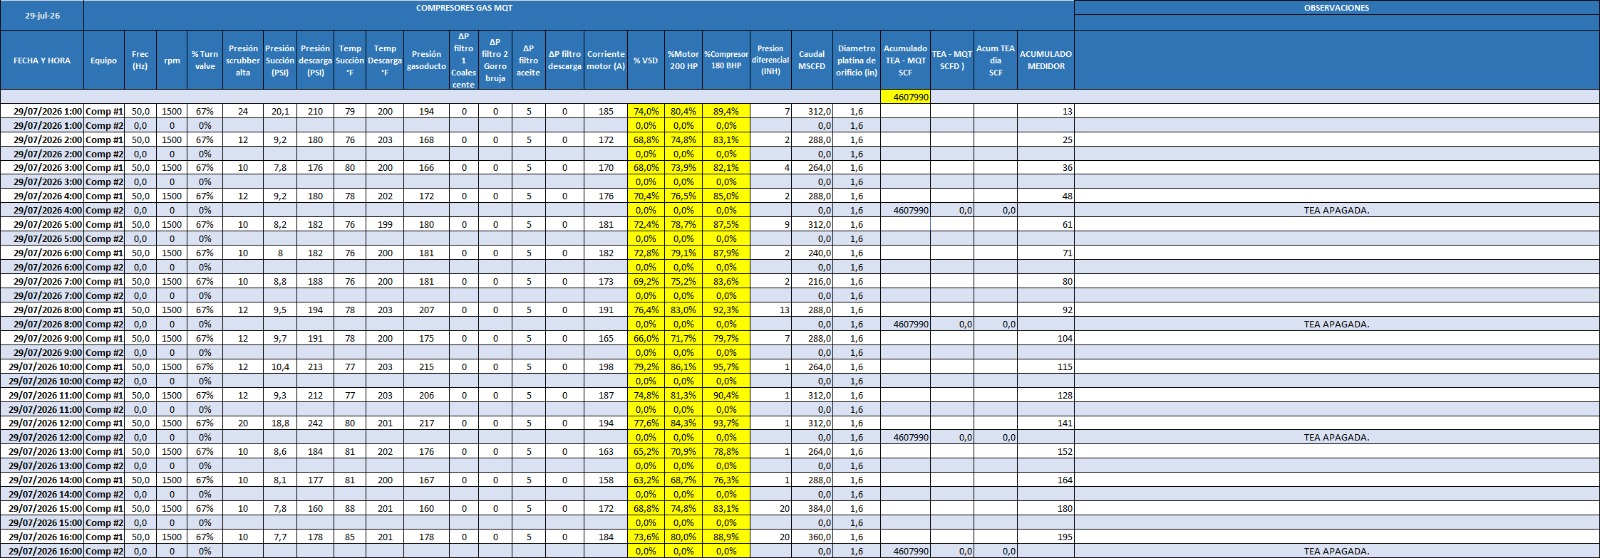 29-jul-26 COMPRESORES GAS MQT OBSERVACIONES
FECHA Y HORA Equipo Frec (Hz) rpm % Turn valve Presión scrubber alta Presión Succión (PSI) Presión descarga (PSI) Temp Succión °F Temp Descarga °F Presión gasoducto ΔP filtro 1 Coales cente ΔP filtro 2 Gorro bruja ΔP filtro aceite ΔP filtro descarga Corriente motor (A) % VSD %Motor 200 HP %Compresor 180 BHP Presion diferencial (INH) Caudal MSCFD Diametro platina de orificio (in) Acumulado TEA - MQT SCF TEA - MQT SCFD ) Acum TEA dia SCF ACUMULADO MEDIDOR
4607990
29/07/2026 1:00 Comp #1 50,0 1500 67% 24 20,1 210 79 200 194 0 0 5 0 185 74,0% 80,4% 89,4% 7 312,0 1,6 13
29/07/2026 1:00 Comp #2 0,0 0 0% 0,0% 0,0% 0,0% 0,0 1,6
29/07/2026 2:00 Comp #1 50,0 1500 67% 12 9,2 180 76 203 168 0 0 5 0 172 68,8% 74,8% 83,1% 2 288,0 1,6 25
29/07/2026 2:00 Comp #2 0,0 0 0% 0,0% 0,0% 0,0% 0,0 1,6
29/07/2026 3:00 Comp #1 50,0 1500 67% 10 7,8 176 80 200 166 0 0 5 0 170 68,0% 73,9% 82,1% 4 264,0 1,6 36
29/07/2026 3:00 Comp #2 0,0 0 0% 0,0% 0,0% 0,0% 0,0 1,6
29/07/2026 4:00 Comp #1 50,0 1500 67% 12 9,2 180 78 202 172 0 0 5 0 176 70,4% 76,5% 85,0% 2 288,0 1,6 48
29/07/2026 4:00 Comp #2 0,0 0 0% 0,0% 0,0% 0,0% 0,0 1,6 4607990 0,0 0,0 TEA APAGADA.
29/07/2026 5:00 Comp #1 50,0 1500 67% 10 8,2 182 76 199 180 0 0 5 0 181 72,4% 78,7% 87,5% 9 312,0 1,6 61
29/07/2026 5:00 Comp #2 0,0 0 0% 0,0% 0,0% 0,0% 0,0 1,6
29/07/2026 6:00 Comp #1 50,0 1500 67% 10 8 182 76 200 181 0 0 5 0 182 72,8% 79,1% 87,9% 2 240,0 1,6 71
29/07/2026 6:00 Comp #2 0,0 0 0% 0,0% 0,0% 0,0% 0,0 1,6
29/07/2026 7:00 Comp #1 50,0 1500 67% 10 8,8 188 76 200 181 0 0 5 0 173 69,2% 75,2% 83,6% 2 216,0 1,6 80
29/07/2026 7:00 Comp #2 0,0 0 0% 0,0% 0,0% 0,0% 0,0 1,6
29/07/2026 8:00 Comp #1 50,0 1500 67% 12 9,5 194 78 203 207 0 0 5 0 191 76,4% 83,0% 92,3% 13 288,0 1,6 92
29/07/2026 8:00 Comp #2 0,0 0 0% 0,0% 0,0% 0,0% 0,0 1,6 4607990 0,0 0,0 TEA APAGADA.
29/07/2026 9:00 Comp #1 50,0 1500 67% 12 9,7 191 78 200 175 0 0 5 0 165 66,0% 71,7% 79,7% 7 288,0 1,6 104
29/07/2026 9:00 Comp #2 0,0 0 0% 0,0% 0,0% 0,0% 0,0 1,6
29/07/2026 10:00 Comp #1 50,0 1500 67% 12 10,4 213 77 203 215 0 0 5 0 198 79,2% 86,1% 95,7% 1 264,0 1,6 115
29/07/2026 10:00 Comp #2 0,0 0 0% 0,0% 0,0% 0,0% 0,0 1,6
29/07/2026 11:00 Comp #1 50,0 1500 67% 12 9,3 212 77 203 206 0 0 5 0 187 74,8% 81,3% 90,4% 1 312,0 1,6 128
29/07/2026 11:00 Comp #2 0,0 0 0% 0,0% 0,0% 0,0% 0,0 1,6
29/07/2026 12:00 Comp #1 50,0 1500 67% 20 18,8 242 80 201 217 0 0 5 0 194 77,6% 84,3% 93,7% 1 312,0 1,6 141
29/07/2026 12:00 Comp #2 0,0 0 0% 0,0% 0,0% 0,0% 0,0 1,6 4607990 0,0 0,0 TEA APAGADA.
29/07/2026 13:00 Comp #1 50,0 1500 67% 10 8,6 184 81 202 176 0 0 5 0 163 65,2% 70,9% 78,8% 1 264,0 1,6 152
29/07/2026 13:00 Comp #2 0,0 0 0% 0,0% 0,0% 0,0% 0,0 1,6
29/07/2026 14:00 Comp #1 50,0 1500 67% 10 8,1 177 81 200 167 0 0 5 0 158 63,2% 68,7% 76,3% 1 288,0 1,6 164
29/07/2026 14:00 Comp #2 0,0 0 0% 0,0% 0,0% 0,0% 0,0 1,6
29/07/2026 15:00 Comp #1 50,0 1500 67% 10 7,8 160 88 201 160 0 0 5 0 172 68,8% 74,8% 83,1% 20 384,0 1,6 180
29/07/2026 15:00 Comp #2 0,0 0 0% 0,0% 0,0% 0,0% 0,0 1,6
29/07/2026 16:00 Comp #1 50,0 1500 67% 10 7,7 178 85 201 178 0 0 5 0 184 73,6% 80,0% 88,9% 20 360,0 1,6 195
29/07/2026 16:00 Comp #2 0,0 0 0% 0,0% 0,0% 0,0% 0,0 1,6 4607990 0,0 0,0 TEA APAGADA.